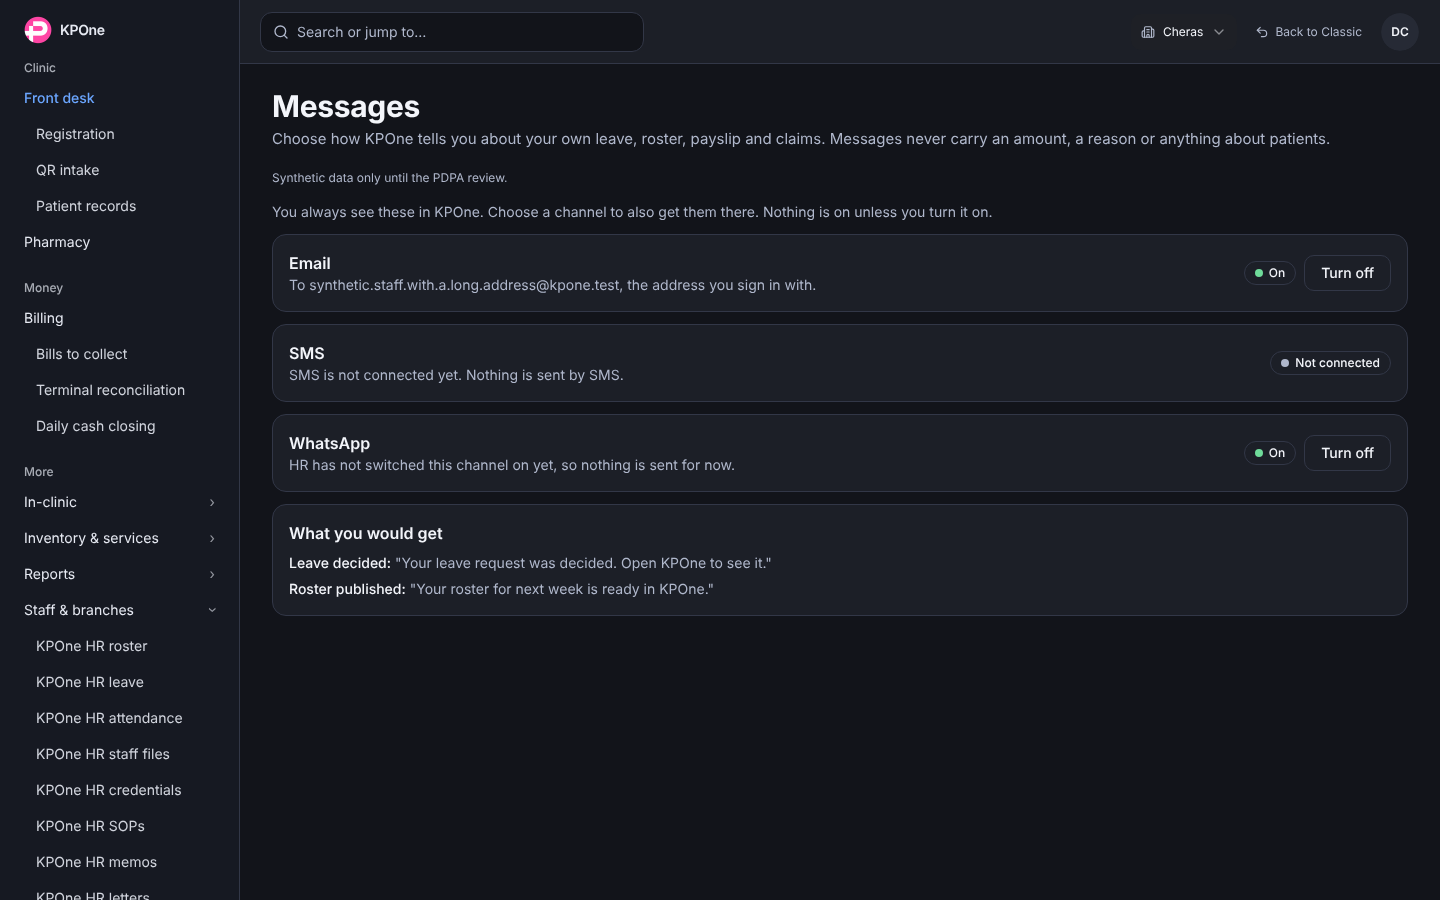 KPOne
Clinic
Front desk
Registration
QR intake
Patient records
Pharmacy
Money
Billing
Bills to collect
Terminal reconciliation
Daily cash closing
More
In-clinic
Inventory & services
Reports
Staff & branches
KPOne HR roster
KPOne HR leave
KPOne HR attendance
KPOne HR staff files
KPOne HR credentials
KPOne HR SOPs
KPOne HR memos
KPOne HR letters
Search or jump to...
Cheras
Back to Classic
DC
Messages
Choose how KPOne tells you about your own leave, roster, payslip and claims. Messages never carry an amount, a reason or anything about patients.
Synthetic data only until the PDPA review.
You always see these in KPOne. Choose a channel to also get them there. Nothing is on unless you turn it on.
Email
To synthetic.staff.with.a.long.address@kpone.test, the address you sign in with.
On
Turn off
SMS
SMS is not connected yet. Nothing is sent by SMS.
Not connected
WhatsApp
HR has not switched this channel on yet, so nothing is sent for now.
On
Turn off
What you would get
Leave decided: "Your leave request was decided. Open KPOne to see it."
Roster published: "Your roster for next week is ready in KPOne."